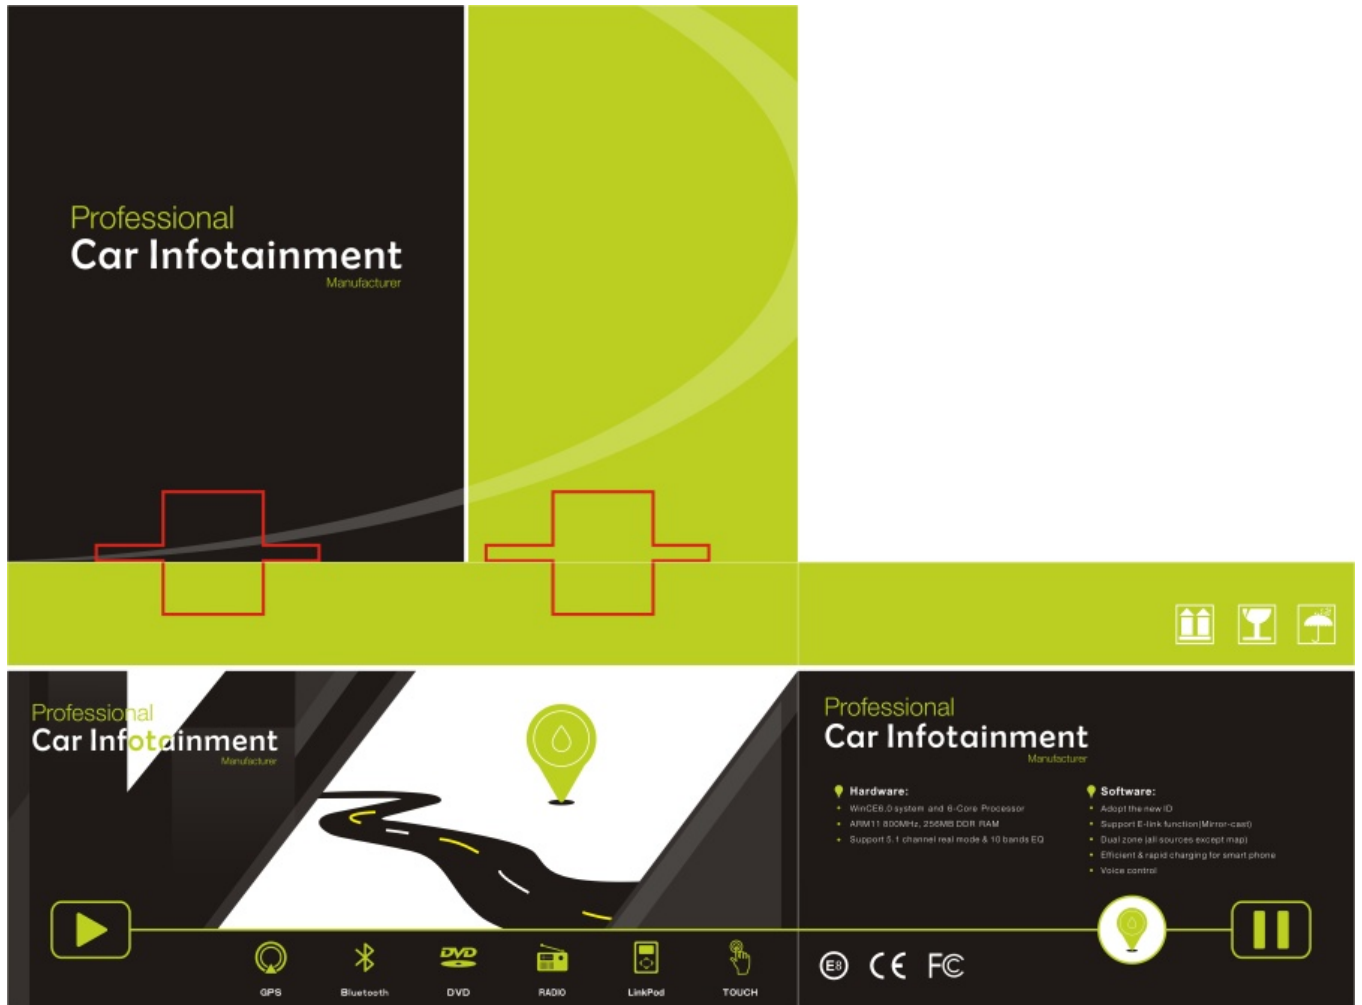 Professional
Car Infotainment
Manufacturer
Professional
Car Infotainment
Manufacturer
GPS
Bluetooth
DVD
DVD
RADIO
LinkPod
TOUCH
Professional
Car Infotainment
Manufacturer
Hardware:
WinCE6.0 system and 6-Core Processor
ARM11 800MHz, 256MB DDR RAM
Support 5.1 channel real mode & 10 bands EQ
Software:
Adopt the new ID
Support E-link function(Mirror-cast)
Dual zone (all sources except map)
Efficient & rapid charging for smart phone
Voice control
E8 CE FC